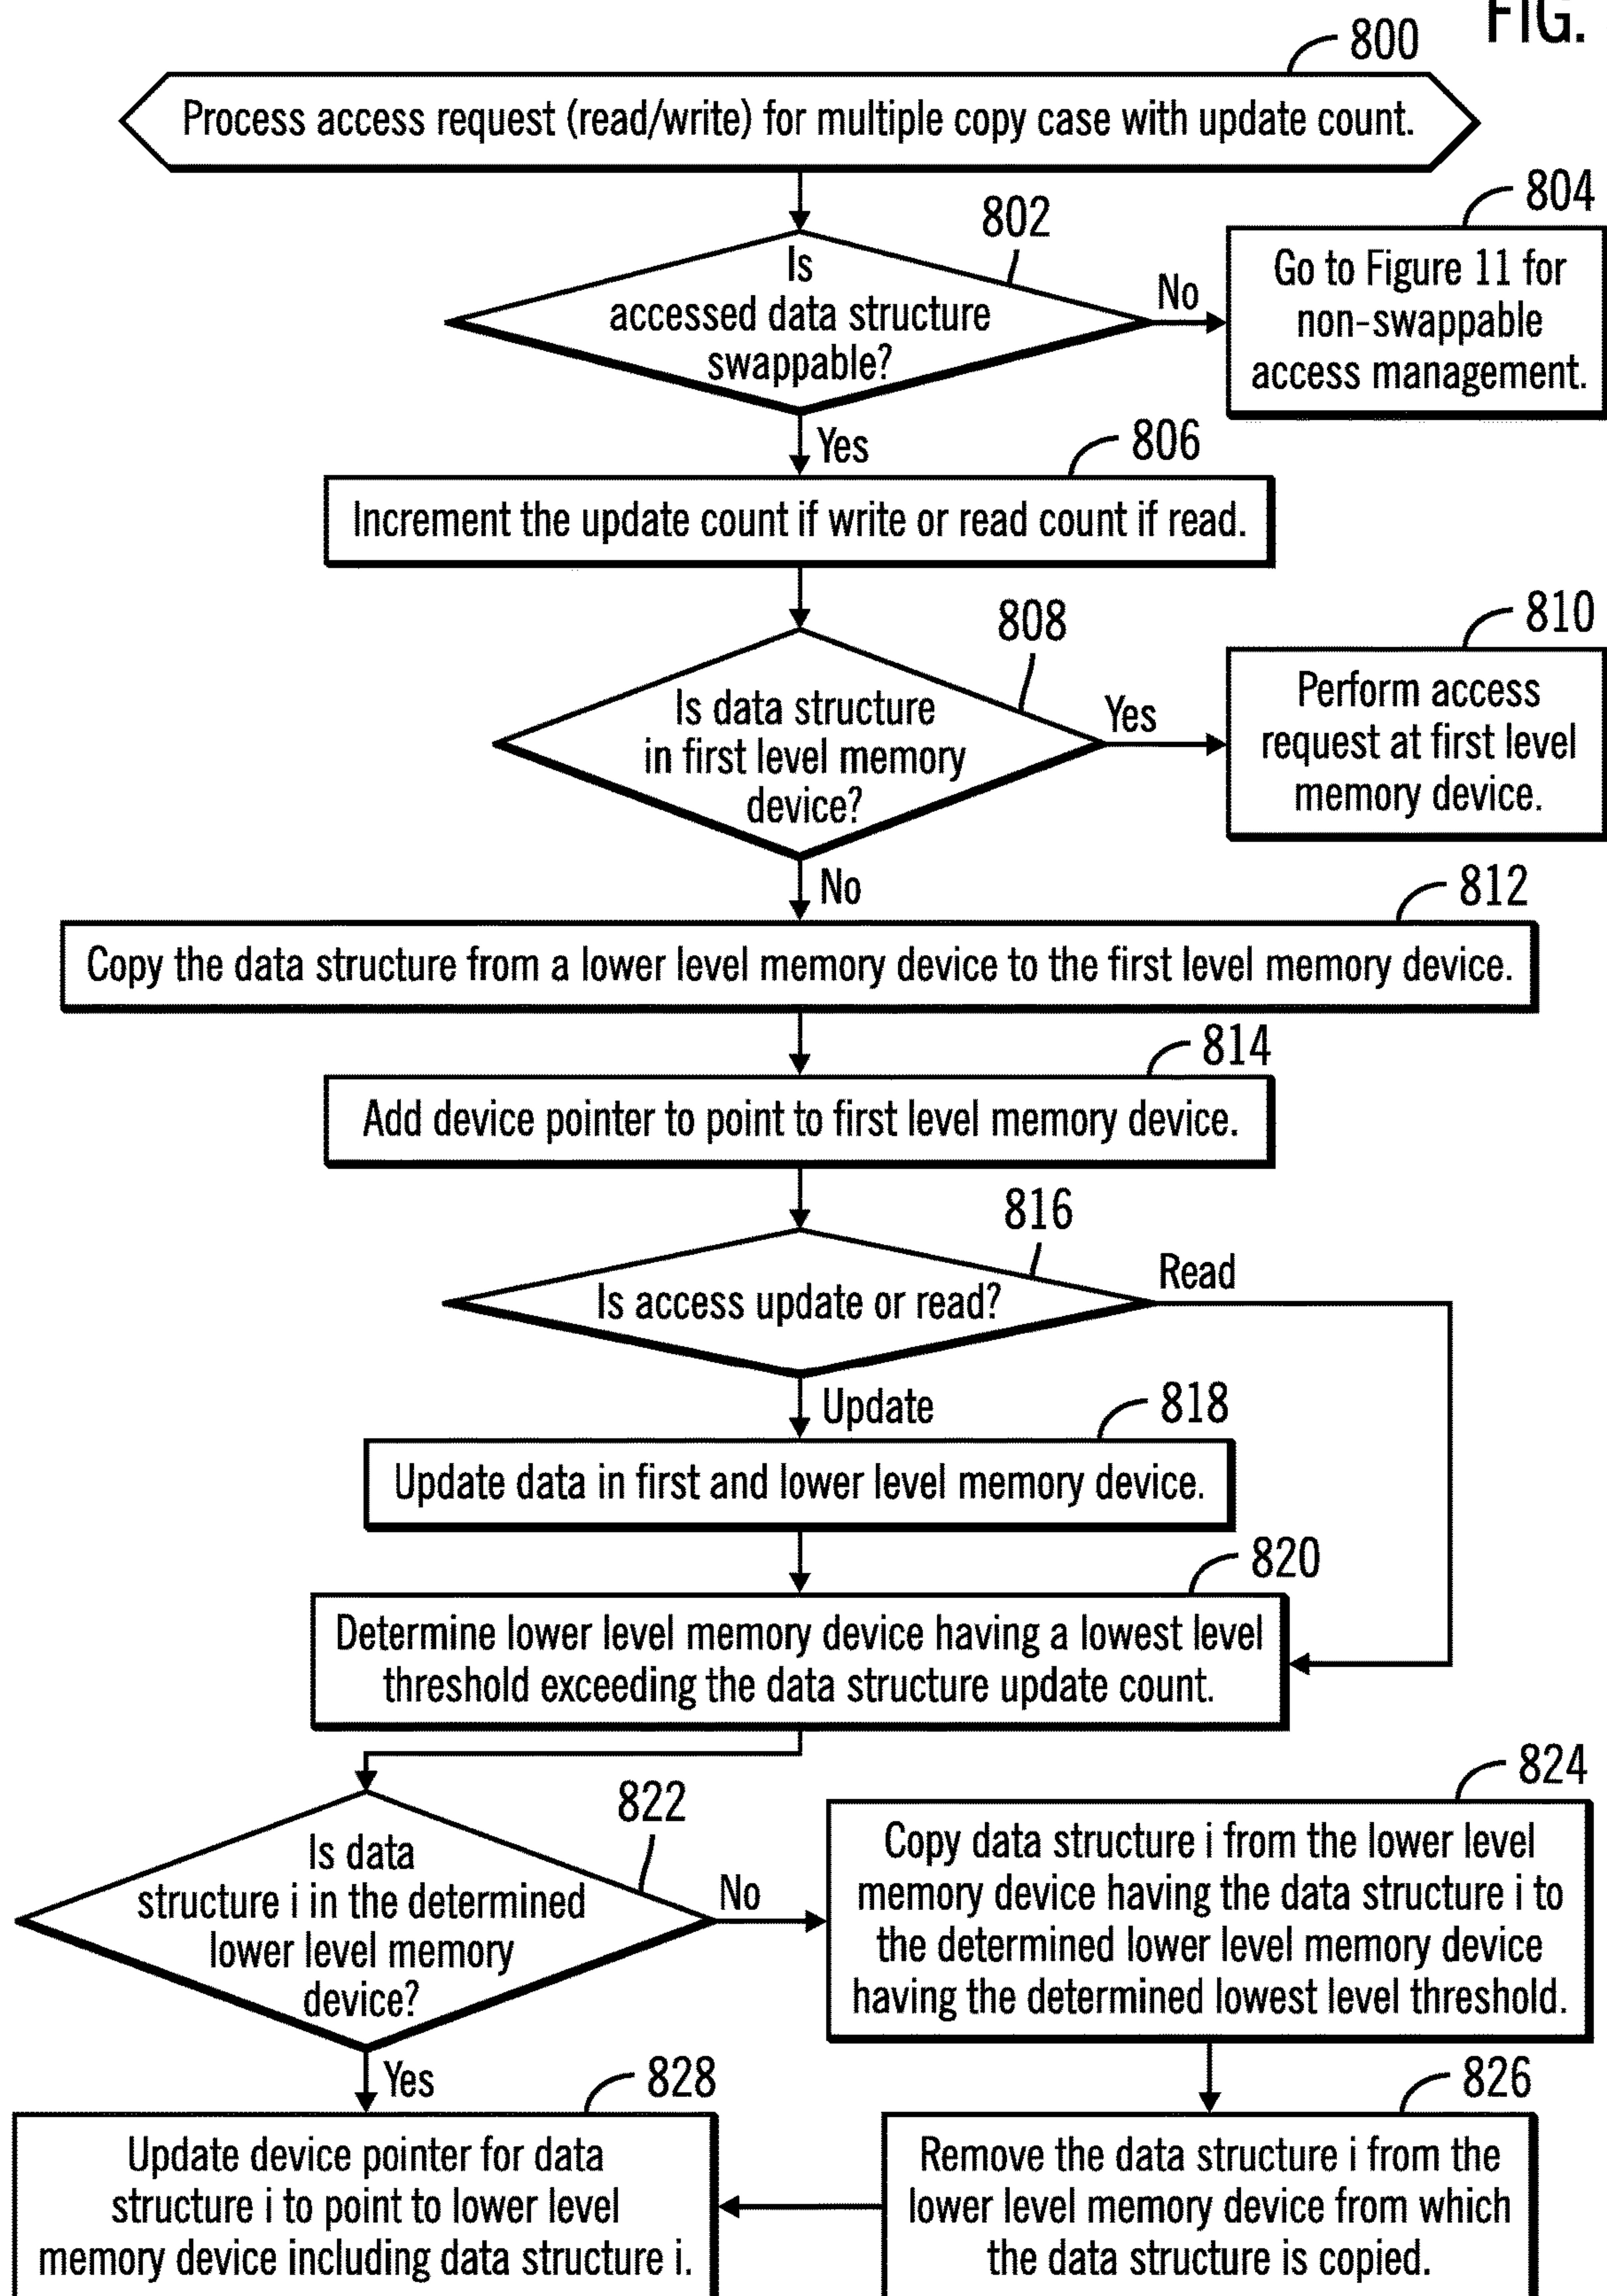 FIG.
800
Process access request (read/write) for multiple copy case with update count.
802
Is
accessed data structure
swappable?
No
804
Go to Figure 11 for
non-swappable
access management.
Yes
806
Increment the update count if write or read count if read.
808
Is data structure
in first level memory
device?
Yes
810
Perform access
request at first level
memory device.
No
812
Copy the data structure from a lower level memory device to the first level memory device.
814
Add device pointer to point to first level memory device.
816
Is access update or read?
Read
Update
818
Update data in first and lower level memory device.
820
Determine lower level memory device having a lowest level
threshold exceeding the data structure update count.
822
Is data
structure i in the determined
lower level memory
device?
No
824
Copy data structure i from the lower level
memory device having the data structure i to
the determined lower level memory device
having the determined lowest level threshold.
Yes
828
Update device pointer for data
structure i to point to lower level
memory device including data structure i.
826
Remove the data structure i from the
lower level memory device from which
the data structure is copied.